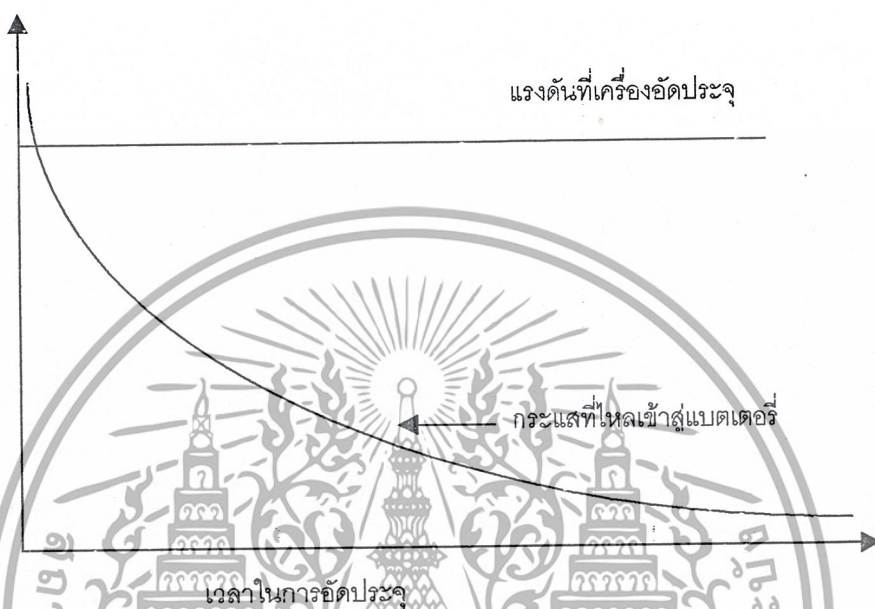 แรงดันที่เครื่องอัดประจุ
กระแสที่ไหลเข้าสู่แบตเตอรี่
เวลาในการอัดประจุ